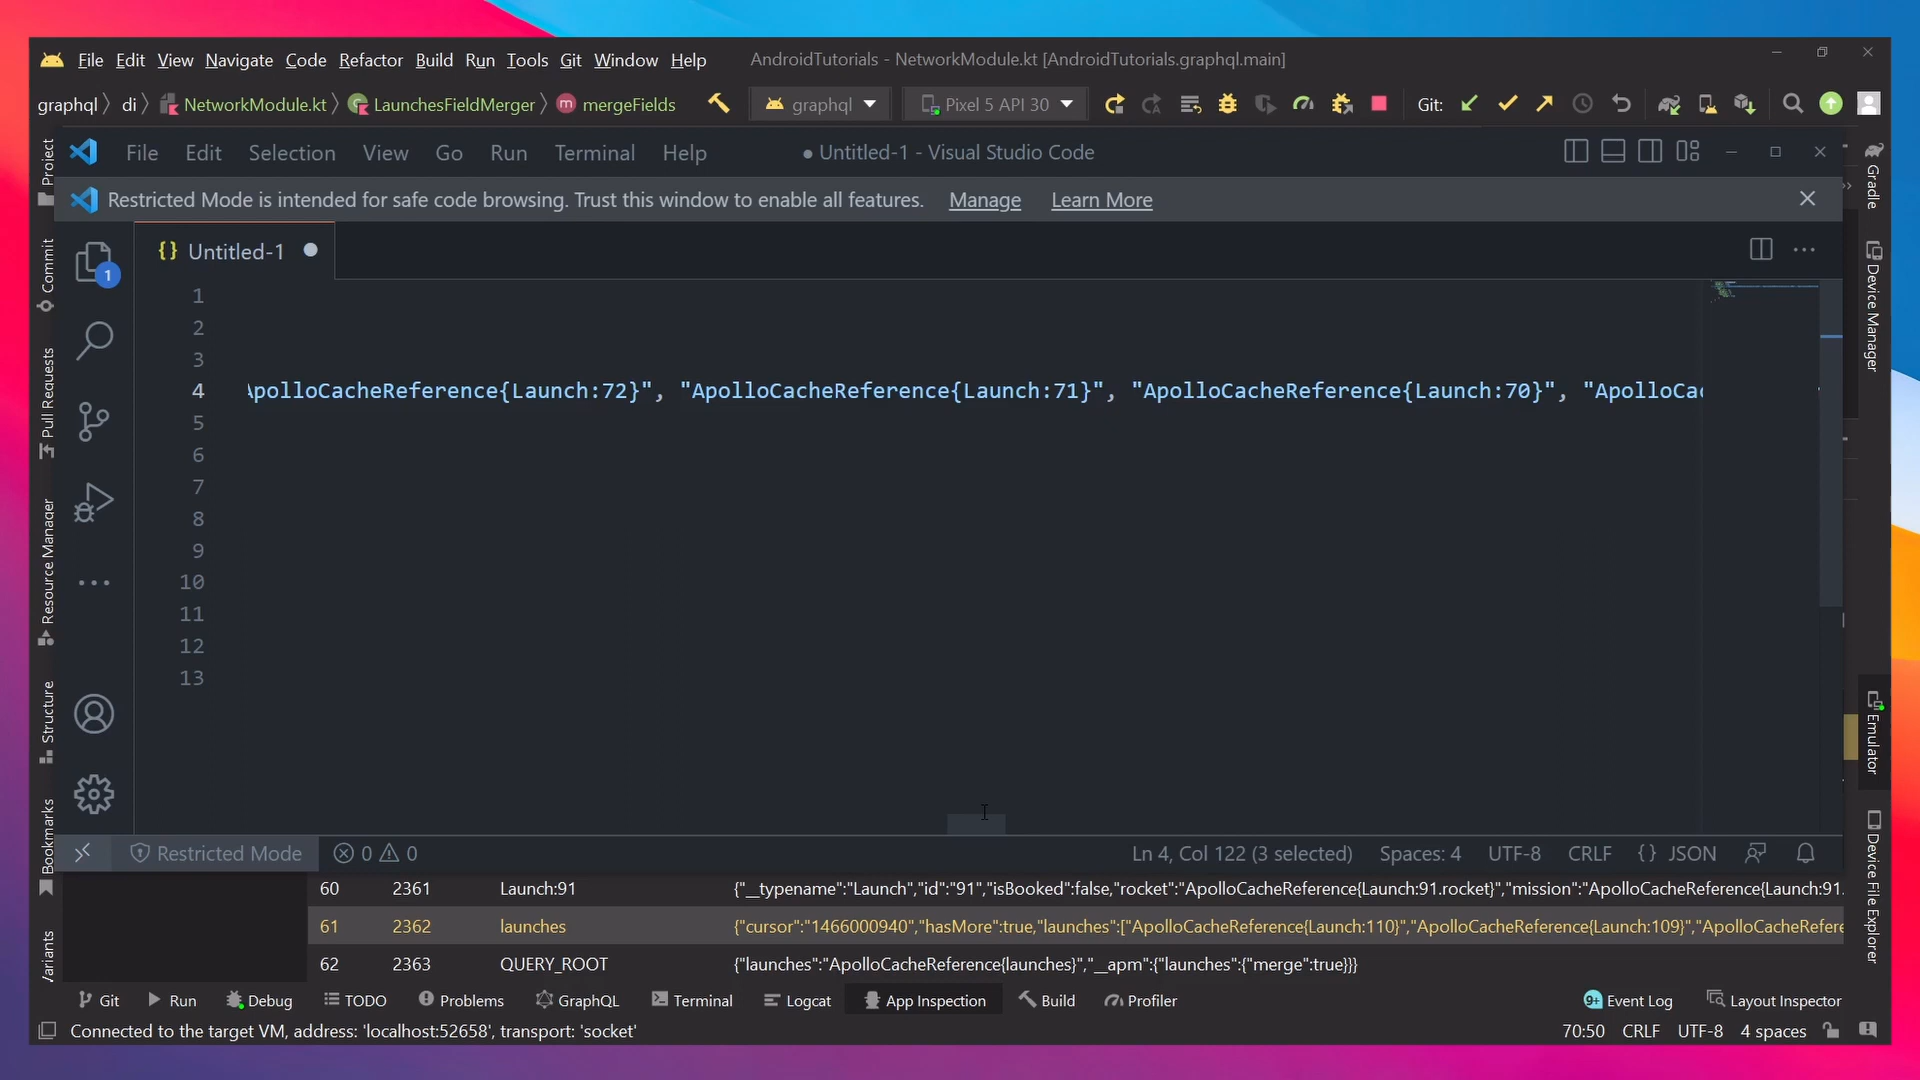 File Edit View Navigate Code Refactor Build Run Tools Git Window Help AndroidTutorials - NetworkModule.kt [AndroidTutorials.graphql.main]
graphql di NetworkModule.kt LaunchesFieldMerger mergeFields graphql Pixel 5 API 30 Git:
File Edit Selection View Go Run Terminal Help ● Untitled-1 - Visual Studio Code
Restricted Mode is intended for safe code browsing. Trust this window to enable all features. Manage Learn More
{} Untitled-1
1
1
2
3
4 ApolloCacheReference{Launch:72}", "ApolloCacheReference{Launch:71}", "ApolloCacheReference{Launch:70}", "ApolloCac
5
6
7
8
9
10
11
12
13
Restricted Mode 0 0 Ln 4, Col 122 (3 selected) Spaces: 4 UTF-8 CRLF {} JSON
60 2361 Launch:91 {"__typename":"Launch","id":"91","isBooked":false,"rocket":"ApolloCacheReference{Launch:91.rocket}","mission":"ApolloCacheReference{Launch:91.
61 2362 launches {"cursor":"1466000940","hasMore":true,"launches":["ApolloCacheReference{Launch:110}","ApolloCacheReference{Launch:109}","ApolloCacheRefere
62 2363 QUERY_ROOT {"launches":"ApolloCacheReference{launches}","__apm":{"launches":{"merge":true}}}
Git Run Debug TODO Problems GraphQL Terminal Logcat App Inspection Build Profiler 9+ Event Log Layout Inspector
Connected to the target VM, address: 'localhost:52658', transport: 'socket' 70:50 CRLF UTF-8 4 spaces
Project
Commit
Pull Requests
Resource Manager
Structure
Bookmarks
Variants
Gradle
Device Manager
Emulator
Device File Explorer